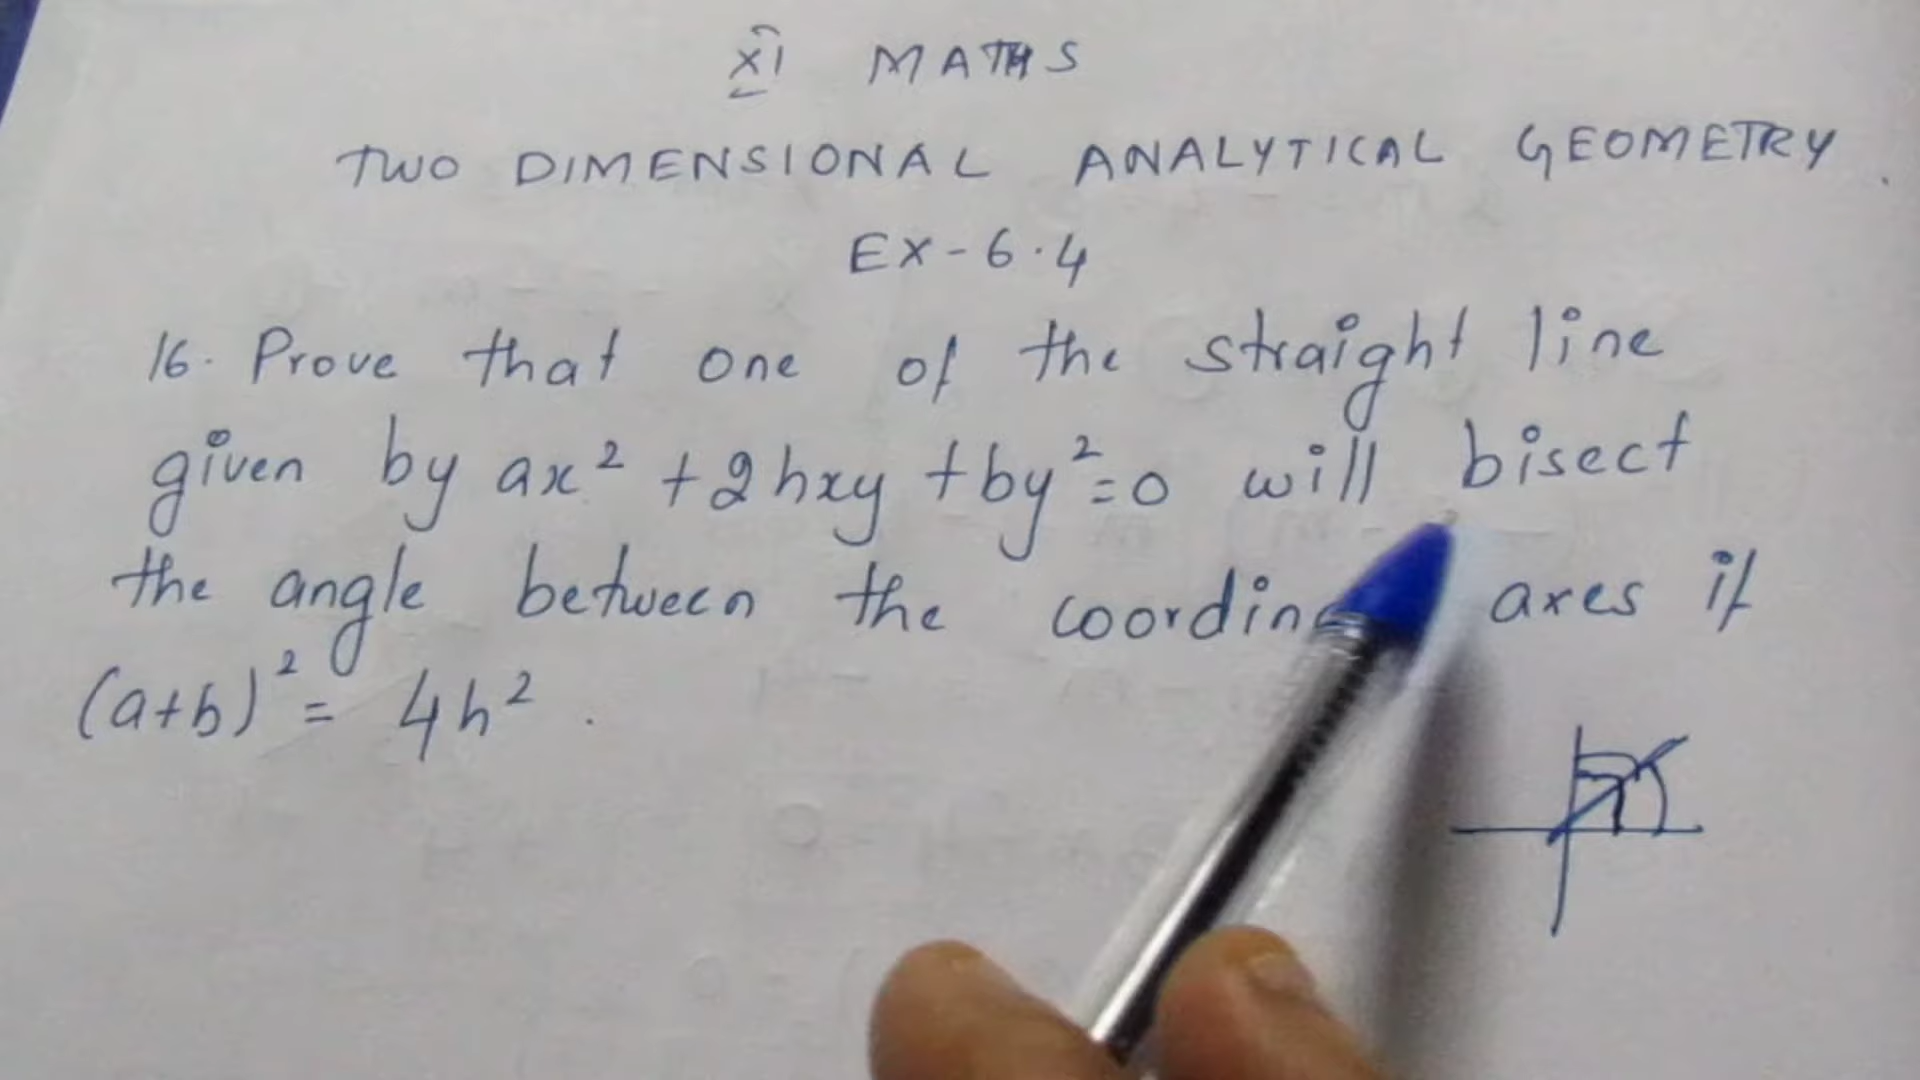 XI MATHS
TWO DIMENSIONAL ANALYTICAL GEOMETRY.
EX-6.4
16. Prove that one of the straight line
given by ax² + 2hxy + by² = 0 will bisect
the angle between the axes if
(a+b)² = 4h².